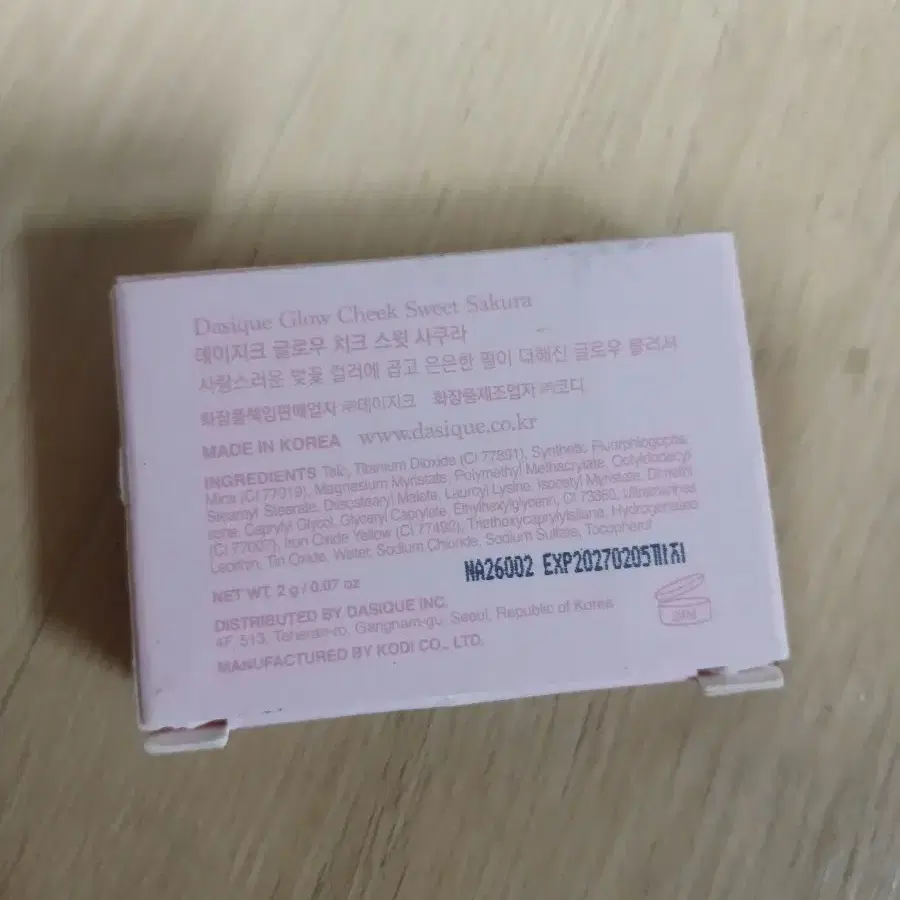 Dasique Glow Cheek Sweet Sakura
데이지크 글로우 치크 스윗 사쿠라
사랑스러운 벚꽃 컬러에 곱고 은은한 펄이 더해진 글로우 블러셔
화장품책임판매업자 ㈜데이지크 화장품제조업자 ㈜코디
MADE IN KOREA www.dasique.co.kr
INGREDIENTS Talc, Titanium Dioxide (CI 77891), Synthetic Fluorphlogopite,
Mica (CI 77019), Magnesium Myristate, Polymethyl Methacrylate, Octyldodecyl
Stearoyl Stearate, Diisostearyl Malate, Lauroyl Lysine, Isocetyl Myristate, Dimethi
cone, Caprylyl Glycol, Glyceryl Caprylate, Ethylhexylglycerin, CI 73360, Ultramarines
(CI 77007), Iron Oxide Yellow (CI 77492), Triethoxycaprylylsilane, Hydrogenated
Lecithin, Tin Oxide, Water, Sodium Chloride, Sodium Sulfate, Tocopherol
NET WT. 2 g / 0.07 oz
NA26002 EXP20270205까지
DISTRIBUTED BY DASIQUE INC.
4F, 513, Teheran-ro, Gangnam-gu, Seoul, Republic of Korea
MANUFACTURED BY KODI CO., LTD.